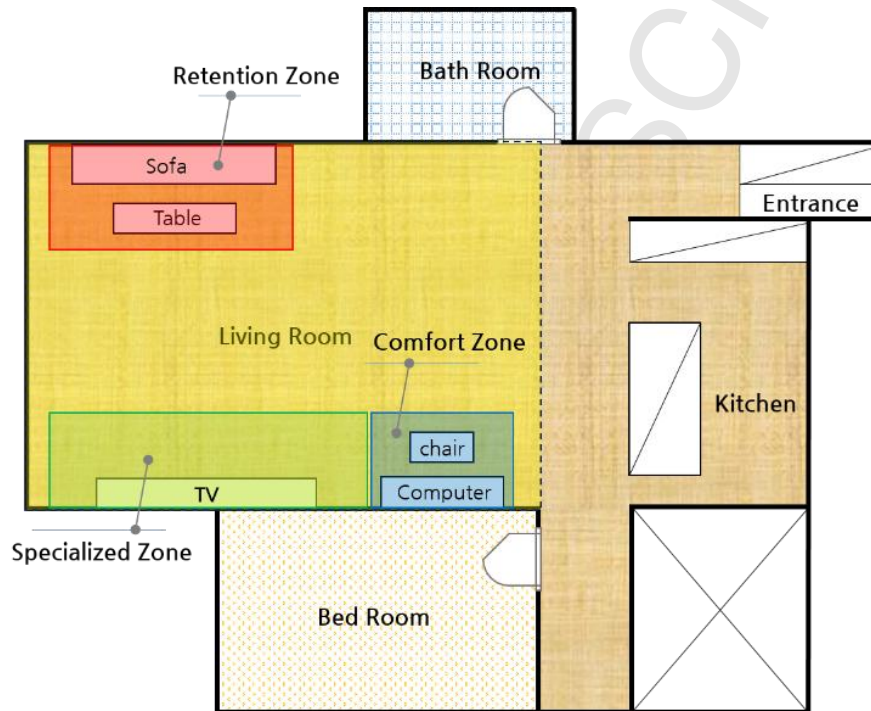 Bath Room
Retention Zone
Sofa
Table
Entrance
Living Room
Comfort Zone
Kitchen
chair
Computer
TV
Specialized Zone
Bed Room